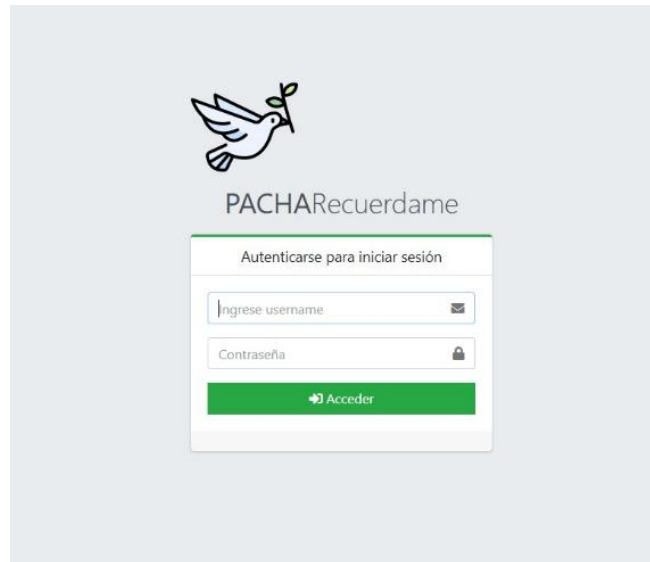 PACHARecuerdame
Autenticarse para iniciar sesión
Ingrese username
Contraseña
Acceder